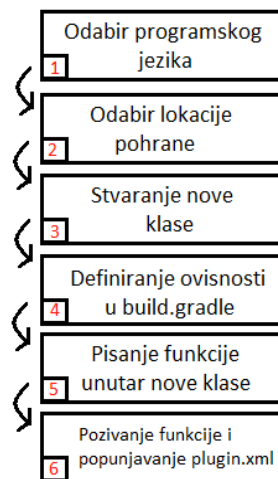 Odabir programskog
jezika
1
Odabir lokacije
pohrane
2
Stvaranje nove
klase
3
Definiranje ovisnosti
u build.gradle
4
Pisanje funkcije
unutar nove klase
5
Pozivanje funkcije i
popunjavanje plugin.xml
6